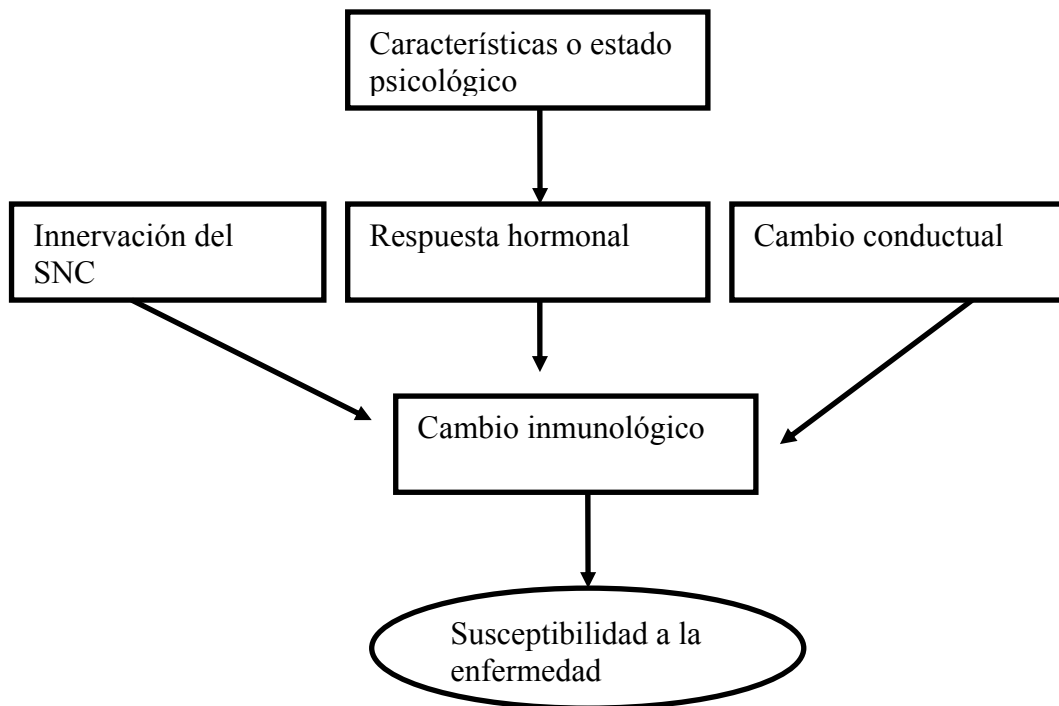 Características o estado
psicológico
Innervación del
SNC
Respuesta hormonal
Cambio conductual
Cambio inmunológico
Susceptibilidad a la
enfermedad